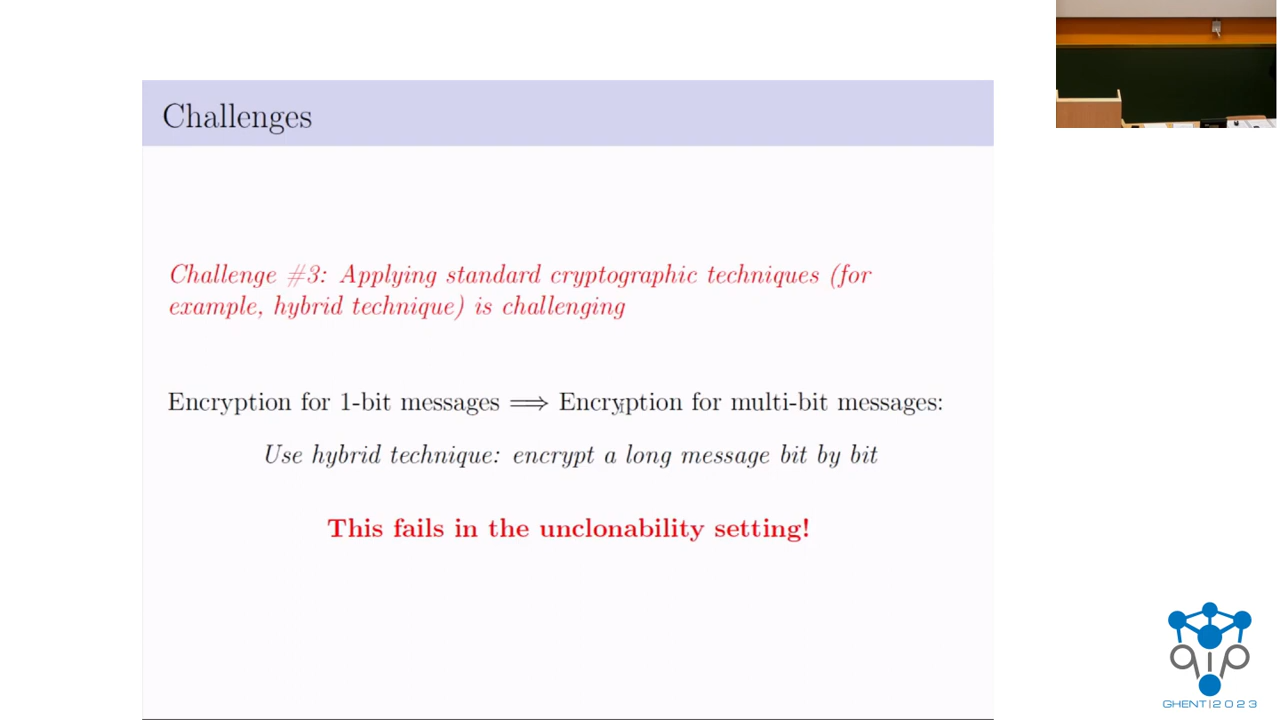 Challenges
Challenge #3: Applying standard cryptographic techniques (for
example, hybrid technique) is challenging
Encryption for 1-bit messages ⟹ Encryption for multi-bit messages:
Use hybrid technique: encrypt a long message bit by bit
This fails in the unclonability setting!
qip
GHENT|2023